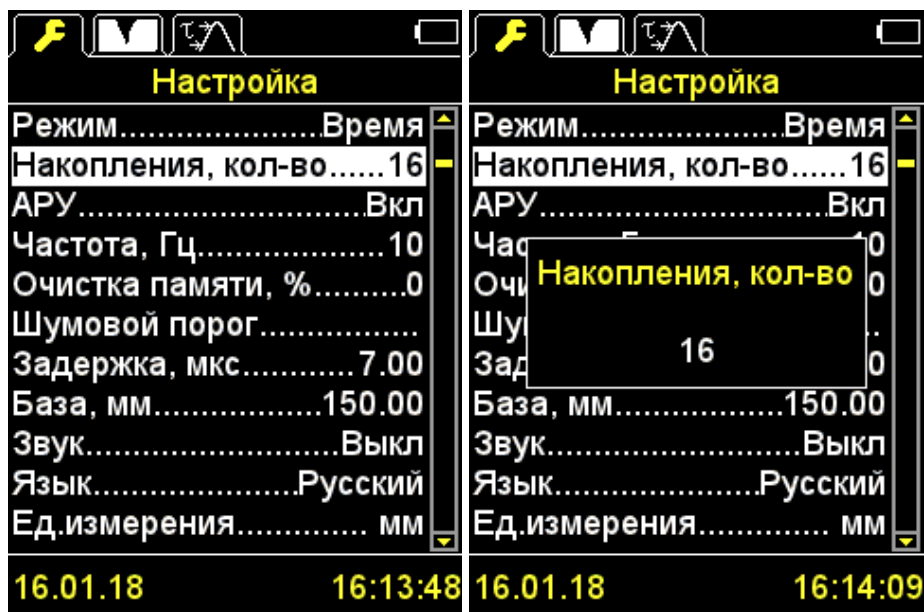 Настройка
Режим......................Время
Накопления, кол-во......16
АРУ..............................Вкл
Частота, Гц....................10
Очистка памяти, %..........0
Шумовой порог.................
Задержка, мкс............7.00
База, мм..................150.00
Звук...........................Выкл
Язык......................Русский
Ед.измерения.............. мм
16.01.18 16:13:48
Настройка
Режим......................Время
Накопления, кол-во......16
АРУ..............................Вкл
Накопления, кол-во
16
База, мм..................150.00
Звук...........................Выкл
Язык......................Русский
Ед.измерения.............. мм
16.01.18 16:14:09